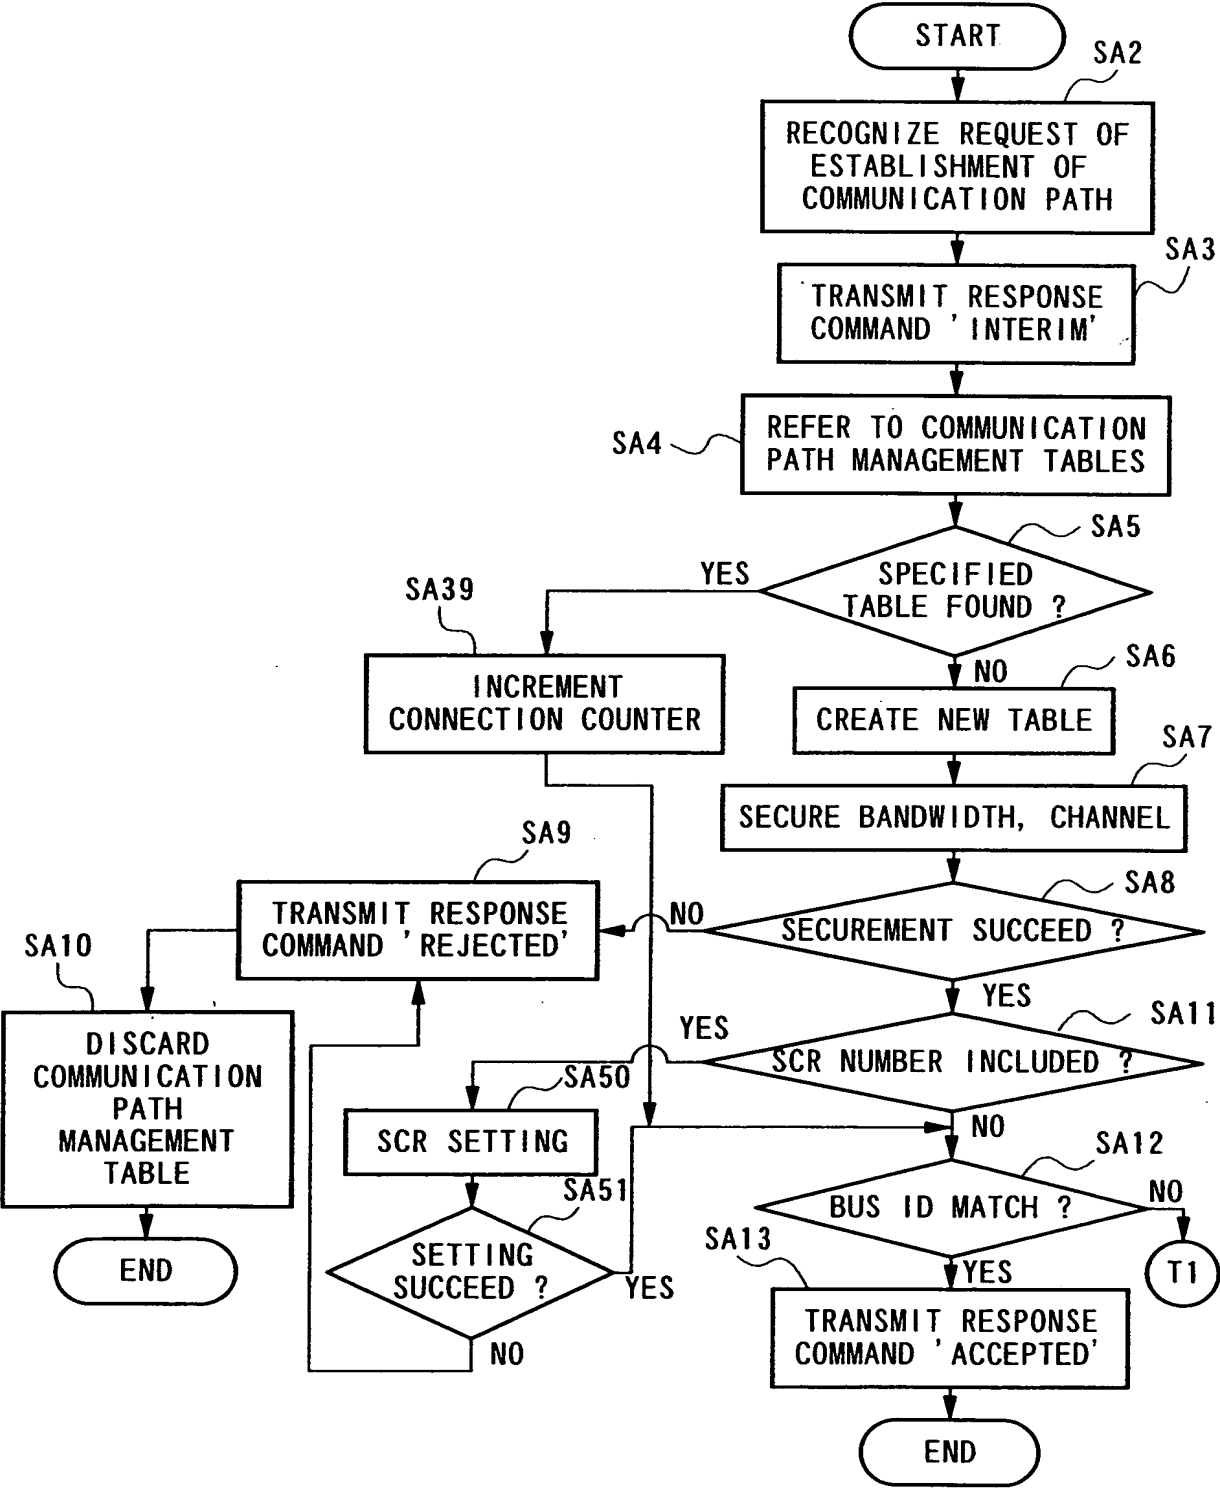 START
SA2
RECOGNIZE REQUEST OF
ESTABLISHMENT OF
COMMUNICATION PATH
SA3
TRANSMIT RESPONSE
COMMAND 'INTERIM'
SA4
REFER TO COMMUNICATION
PATH MANAGEMENT TABLES
SA5
SPECIFIED
TABLE FOUND ?
YES
SA39
INCREMENT
CONNECTION COUNTER
NO
SA6
CREATE NEW TABLE
SA7
SECURE BANDWIDTH, CHANNEL
SA8
SECUREMENT SUCCEED ?
NO
SA9
TRANSMIT RESPONSE
COMMAND 'REJECTED'
SA10
DISCARD
COMMUNICATION
PATH
MANAGEMENT
TABLE
END
YES
SA11
SCR NUMBER INCLUDED ?
YES
SA50
SCR SETTING
SA51
SETTING
SUCCEED ?
YES
NO
NO
SA12
BUS ID MATCH ?
NO
T1
YES
SA13
TRANSMIT RESPONSE
COMMAND 'ACCEPTED'
END